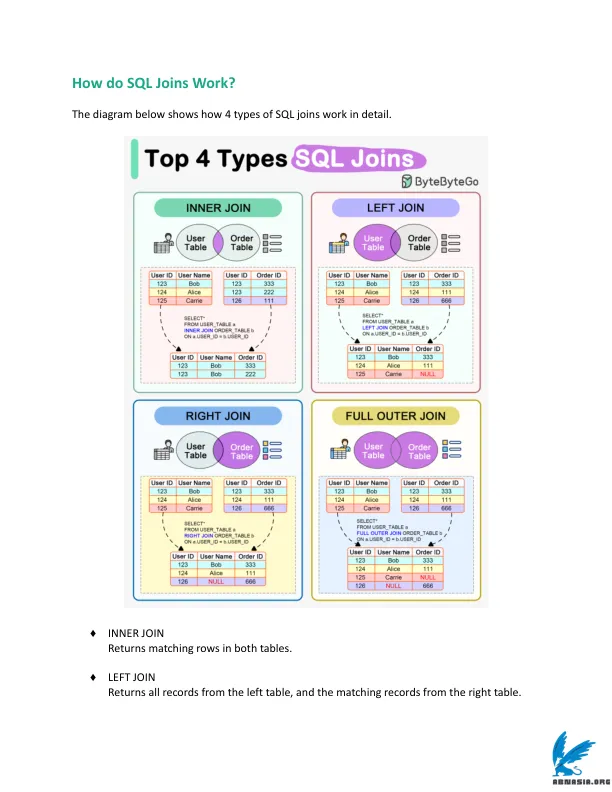 How do SQL Joins Work?
The diagram below shows how 4 types of SQL joins work in detail.
Top 4 Types SQL Joins
ByteByteGo
INNER JOIN
User Table
Order Table
User ID User Name
123 Bob
124 Alice
125 Carrie
User ID Order ID
123 333
123 222
126 111
SELECT*
FROM USER_TABLE a
INNER JOIN ORDER_TABLE b
ON a.USER_ID = b.USER_ID
User ID User Name Order ID
123 Bob 333
123 Bob 222
LEFT JOIN
User Table
Order Table
User ID User Name
123 Bob
124 Alice
125 Carrie
User ID Order ID
123 333
124 111
126 666
SELECT*
FROM USER_TABLE a
LEFT JOIN ORDER_TABLE b
ON a.USER_ID = b.USER_ID
User ID User Name Order ID
123 Bob 333
124 Alice 111
125 Carrie NULL
RIGHT JOIN
User Table
Order Table
User ID User Name
123 Bob
124 Alice
125 Carrie
User ID Order ID
123 333
124 111
126 666
SELECT*
FROM USER_TABLE a
RIGHT JOIN ORDER_TABLE b
ON a.USER_ID = b.USER_ID
User ID User Name Order ID
123 Bob 333
124 Alice 111
126 NULL 666
FULL OUTER JOIN
User Table
Order Table
User ID User Name
123 Bob
124 Alice
125 Carrie
User ID Order ID
123 333
124 111
126 666
SELECT*
FROM USER_TABLE a
FULL OUTER JOIN ORDER_TABLE b
ON a.USER_ID = b.USER_ID
User ID User Name Order ID
123 Bob 333
124 Alice 111
125 Carrie NULL
126 NULL 666
♦ INNER JOIN
Returns matching rows in both tables.
♦ LEFT JOIN
Returns all records from the left table, and the matching records from the right table.
ABNASIA.ORG